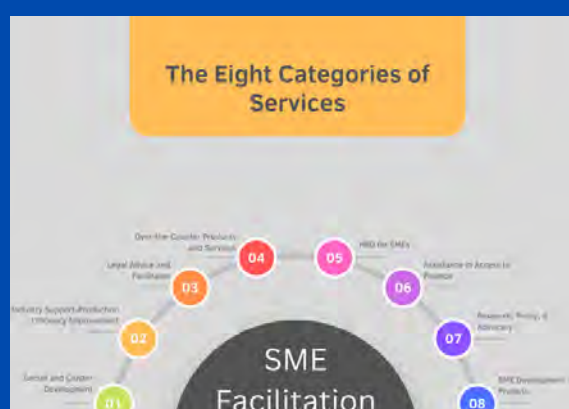 The Eight Categories of
Services
Over-the-Counter Products
and Services
04
05
HRD for SMEs
Legal Advice and
Facilitation
03
06
Assistance in Access to
Finance
Industry Support-Production
Efficiency Improvement
02
07
Research, Policy, &
Advocacy
SME
Facilitation
Sector and Cluster
Development
01
08
SME Development
Projects